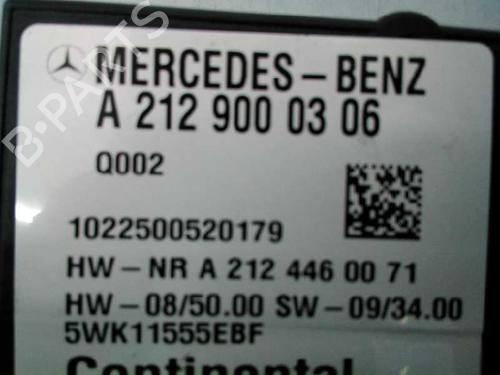 MERCEDES-BENZ
A 212 900 03 06
Q002
1022500520179
HW-NR A 212 446 00 71
HW-08/50.00 SW-09/34.00
5WK11555EBF
Continental
B-PARTS